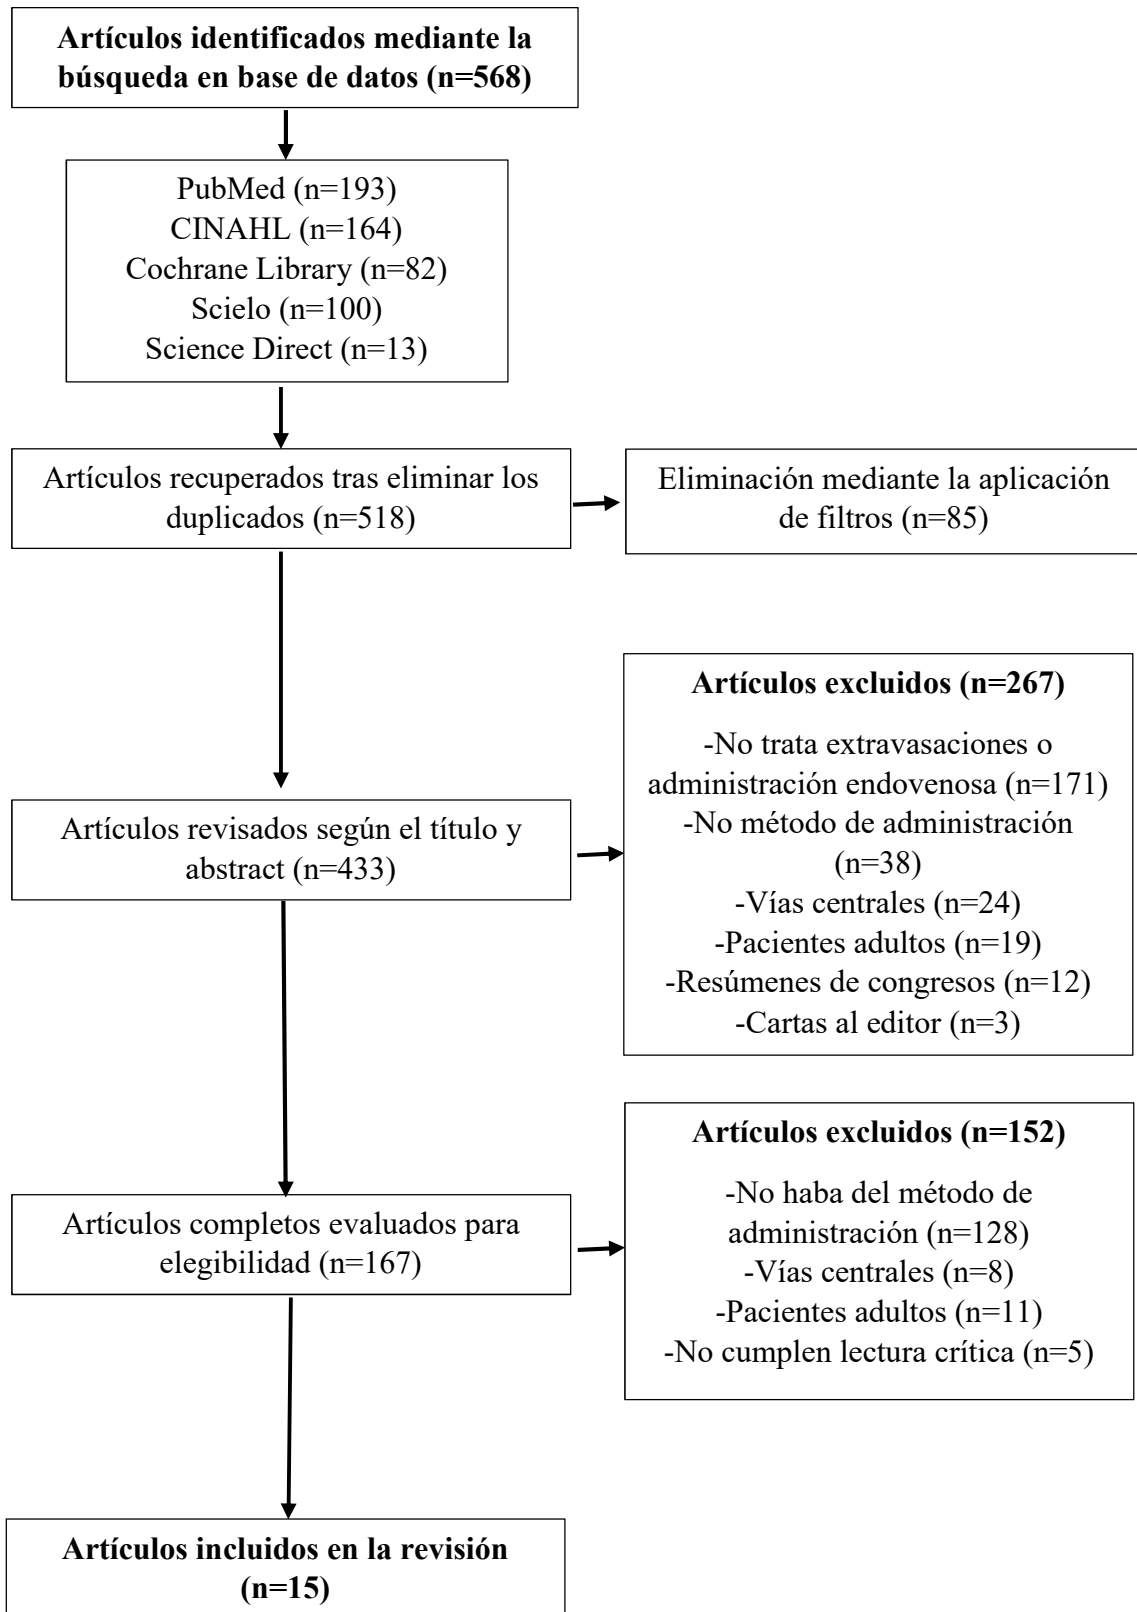 Artículos identificados mediante la
búsqueda en base de datos (n=568)
PubMed (n=193)
CINAHL (n=164)
Cochrane Library (n=82)
Scielo (n=100)
Science Direct (n=13)
Artículos recuperados tras eliminar los
duplicados (n=518)
Eliminación mediante la aplicación
de filtros (n=85)
Artículos revisados según el título y
abstract (n=433)
Artículos excluidos (n=267)
-No trata extravasaciones o
administración endovenosa (n=171)
-No método de administración
(n=38)
-Vías centrales (n=24)
-Pacientes adultos (n=19)
-Resúmenes de congresos (n=12)
-Cartas al editor (n=3)
Artículos completos evaluados para
elegibilidad (n=167)
Artículos excluidos (n=152)
-No haba del método de
administración (n=128)
-Vías centrales (n=8)
-Pacientes adultos (n=11)
-No cumplen lectura crítica (n=5)
Artículos incluidos en la revisión
(n=15)